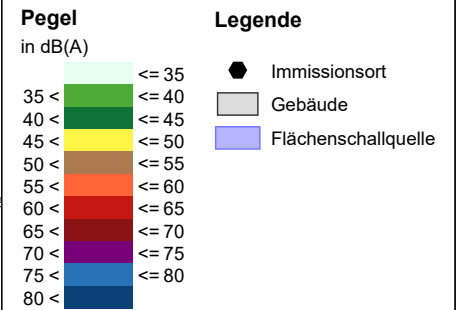 Pegel
in dB(A)
<= 35
35 < <= 40
40 < <= 45
45 < <= 50
50 < <= 55
55 < <= 60
60 < <= 65
65 < <= 70
70 < <= 75
75 < <= 80
80 <
Legende
Immissionsort
Gebäude
Flächenschallquelle